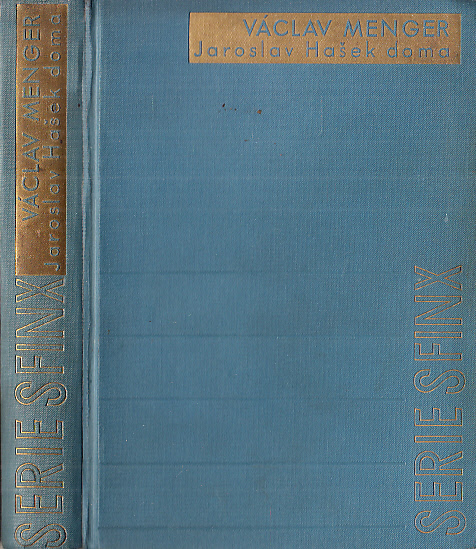 VÁCLAV MENGER
Jaroslav Hašek doma
SERIE SFINX
VÁCLAV MENGER
Jaroslav Hašek doma
SERIE SFINX